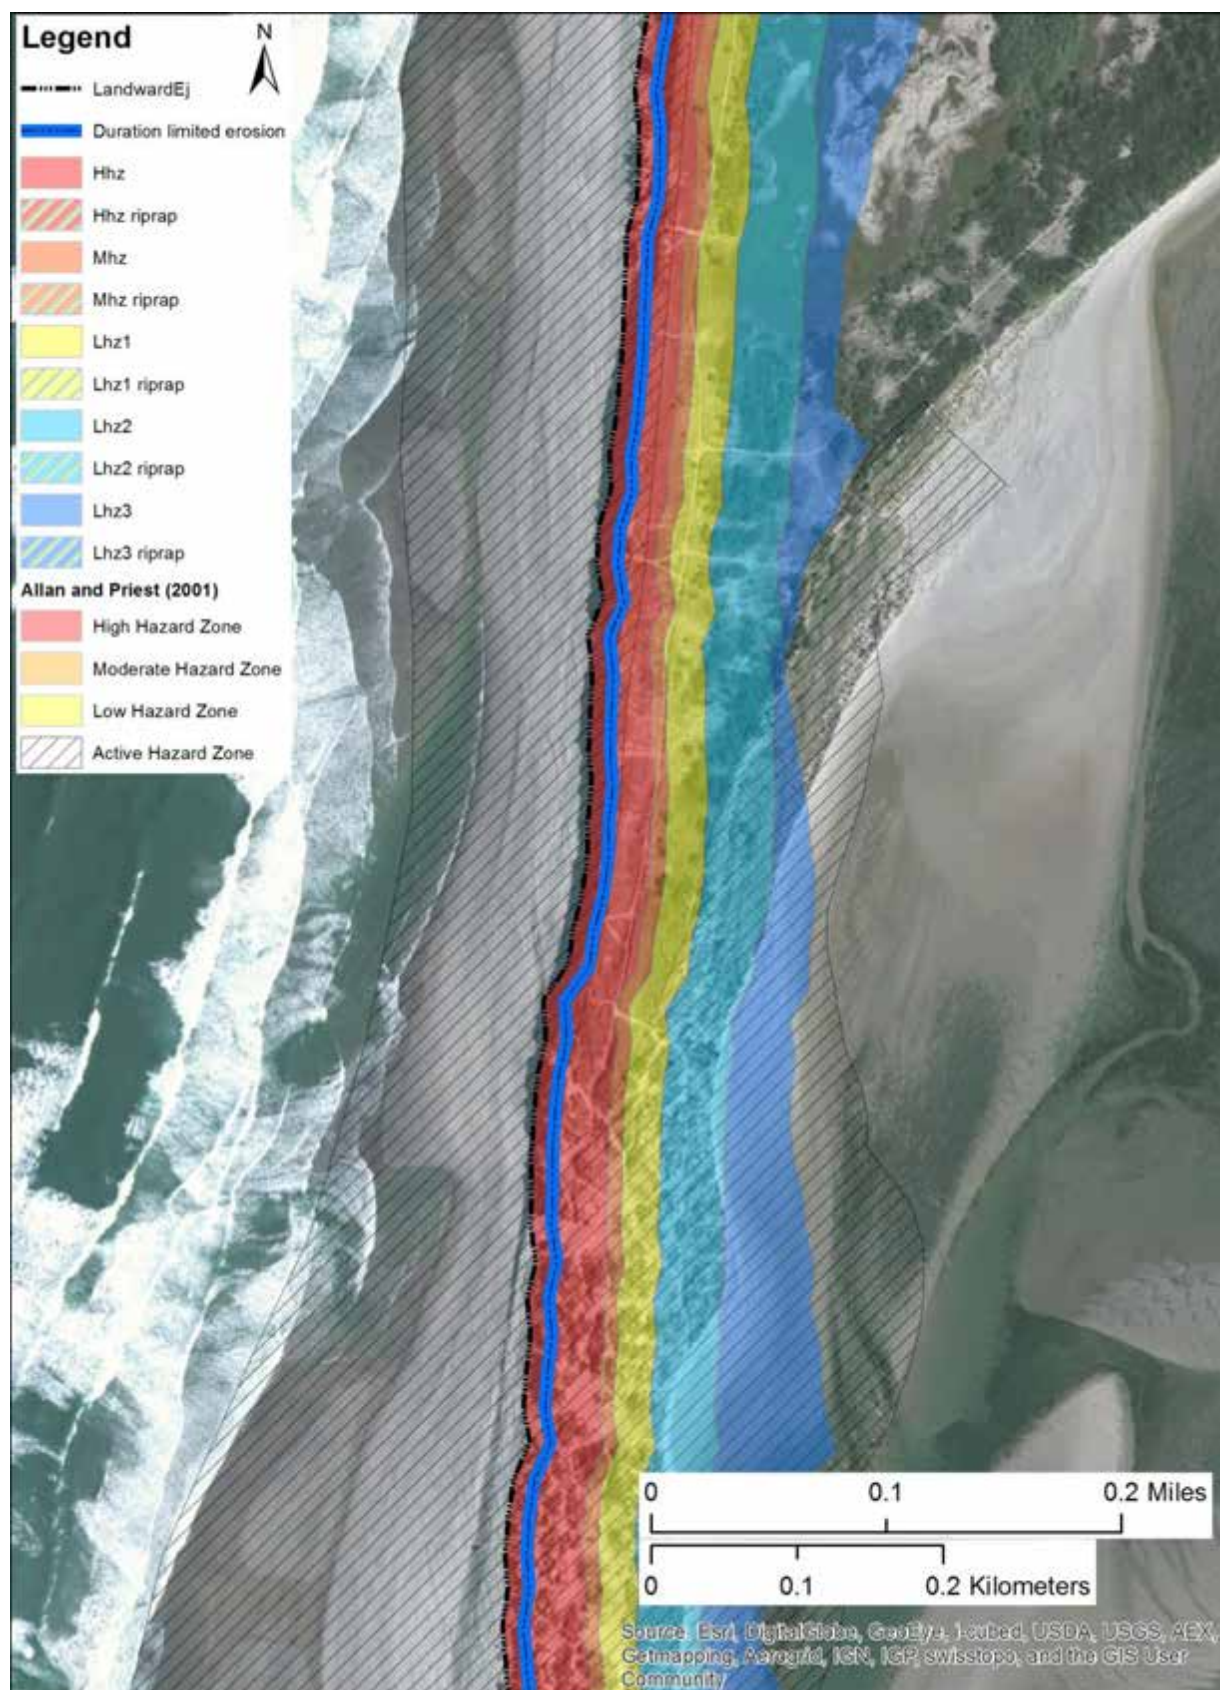 Legend
N
LandwardEj
Duration limited erosion
Hhz
Hhz riprap
Mhz
Mhz riprap
Lhz1
Lhz1 riprap
Lhz2
Lhz2 riprap
Lhz3
Lhz3 riprap
Allan and Priest (2001)
High Hazard Zone
Moderate Hazard Zone
Low Hazard Zone
Active Hazard Zone
0 0.1 0.2 Miles
0 0.1 0.2 Kilometers
Source: Esri, DigitalGlobe, GeoEye, i-cubed, USDA, USGS, AEX,
Getmapping, Aerogrid, IGN, IGP, swisstopo, and the GIS User
Community